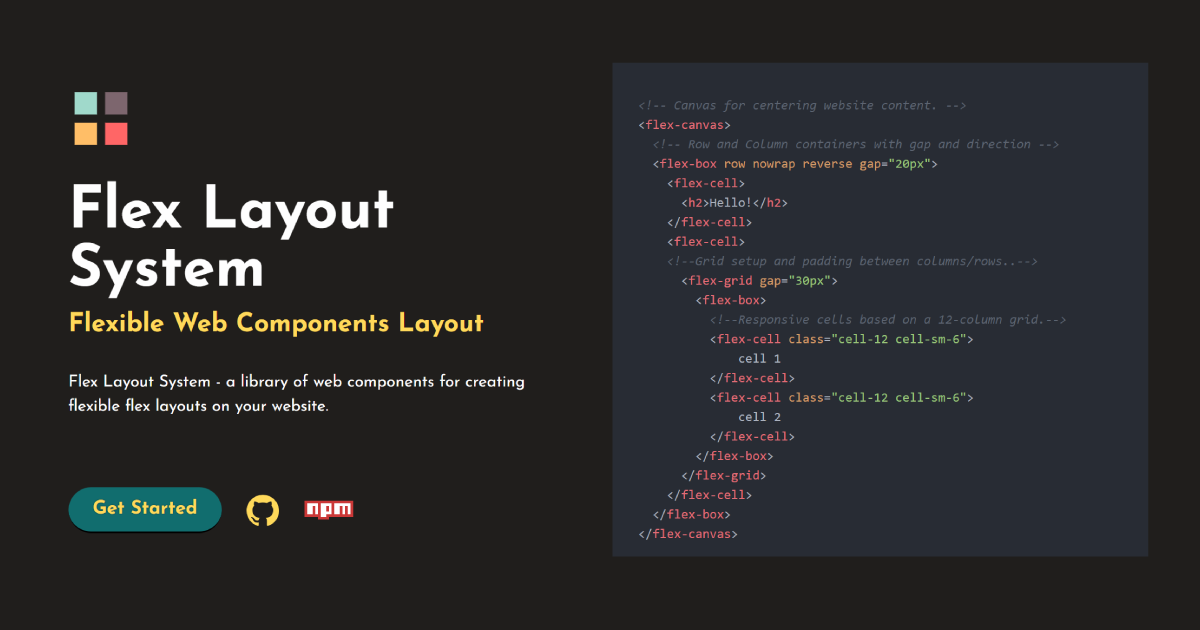 Flex Layout
System
Flexible Web Components Layout
Flex Layout System - a library of web components for creating
flexible flex layouts on your website.
Get Started
npm
<!-- Canvas for centering website content. -->
<flex-canvas>
<!-- Row and Column containers with gap and direction -->
<flex-box row nowrap reverse gap="20px">
<flex-cell>
<h2>Hello!</h2>
</flex-cell>
<flex-cell>
<!--Grid setup and padding between columns/rows..-->
<flex-grid gap="30px">
<flex-box>
<!--Responsive cells based on a 12-column grid.-->
<flex-cell class="cell-12 cell-sm-6">
cell 1
</flex-cell>
<flex-cell class="cell-12 cell-sm-6">
cell 2
</flex-cell>
</flex-box>
</flex-grid>
</flex-cell>
</flex-box>
</flex-canvas>